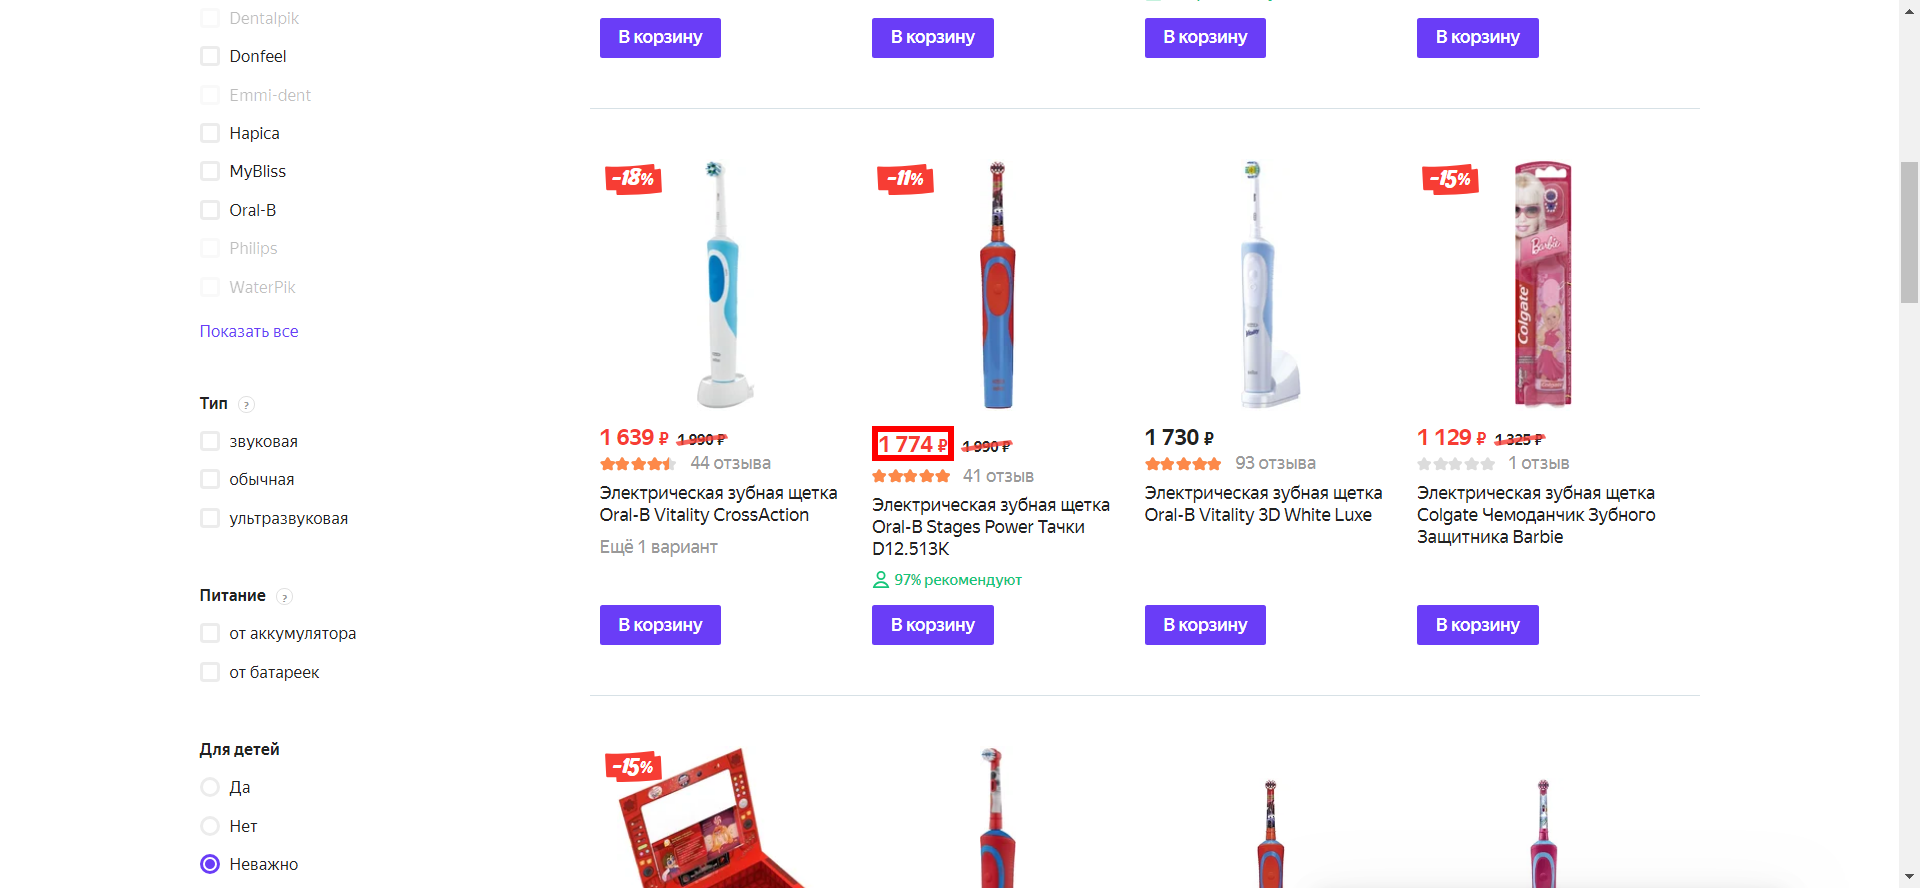 Dentalpik
Donfeel
Emmi-dent
Hapica
MyBliss
Oral-B
Philips
WaterPik
Показать все
Тип ?
звуковая
обычная
ультразвуковая
Питание ?
от аккумулятора
от батареек
Для детей
Да
Нет
Неважно
В корзину
В корзину
В корзину
В корзину
-18%
1 639 ₽ 1 990 ₽
44 отзыва
Электрическая зубная щетка
Oral-B Vitality CrossAction
Ещё 1 вариант
В корзину
-11%
1 774 ₽ 1 990 ₽
41 отзыв
Электрическая зубная щетка
Oral-B Stages Power Тачки
D12.513K
97% рекомендуют
В корзину
1 730 ₽
93 отзыва
Электрическая зубная щетка
Oral-B Vitality 3D White Luxe
В корзину
-15%
Barbie
Colgate
1 129 ₽ 1 325 ₽
1 отзыв
Электрическая зубная щетка
Colgate Чемоданчик Зубного
Защитника Barbie
В корзину
-15%